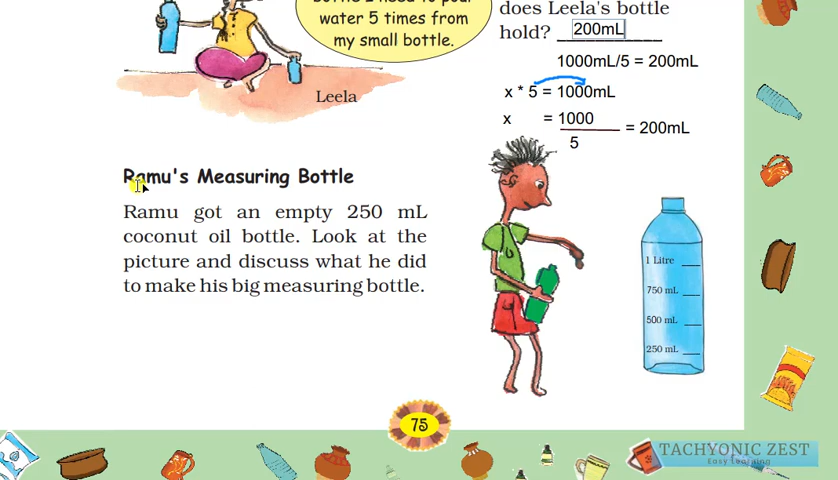 water 5 times from
my small bottle.
Leela
does Leela's bottle
hold? 200mL
1000mL/5 = 200mL
x * 5 = 1000mL
x = 1000
= 200mL
5
Ramu's Measuring Bottle
Ramu got an empty 250 mL
coconut oil bottle. Look at the
picture and discuss what he did
to make his big measuring bottle.
1 Litre
750 mL
500 mL
250 mL
75
TACHYONIC ZEST
Easy Learning